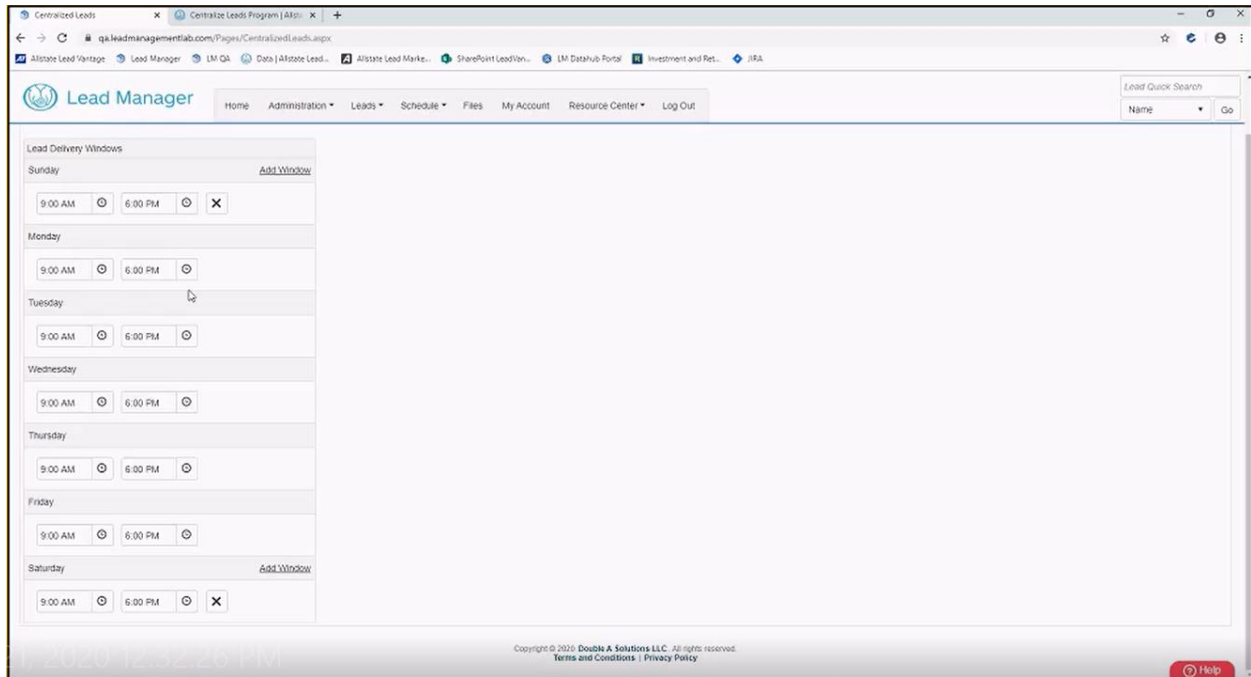 Centralized Leads
Centralize Leads Program | Allsta
qa.leadmanagementlab.com/Pages/CentralizedLeads.aspx
Allstate Lead Vantage Lead Manager LM QA Data | Allstate Lead... Allstate Lead Marke... SharePoint LeadVan... LM Datahub Portal Investment and Ret... JIRA
Lead Manager
Home Administration Leads Schedule Files My Account Resource Center Log Out
Lead Quick Search
Name Go
Lead Delivery Windows
Sunday Add Window
9:00 AM 6:00 PM
Monday
9:00 AM 6:00 PM
Tuesday
9:00 AM 6:00 PM
Wednesday
9:00 AM 6:00 PM
Thursday
9:00 AM 6:00 PM
Friday
9:00 AM 6:00 PM
Saturday Add Window
9:00 AM 6:00 PM
Copyright © 2020 Double A Solutions LLC. All rights reserved.
Terms and Conditions | Privacy Policy
21, 2020 12:32:26 PM
Help